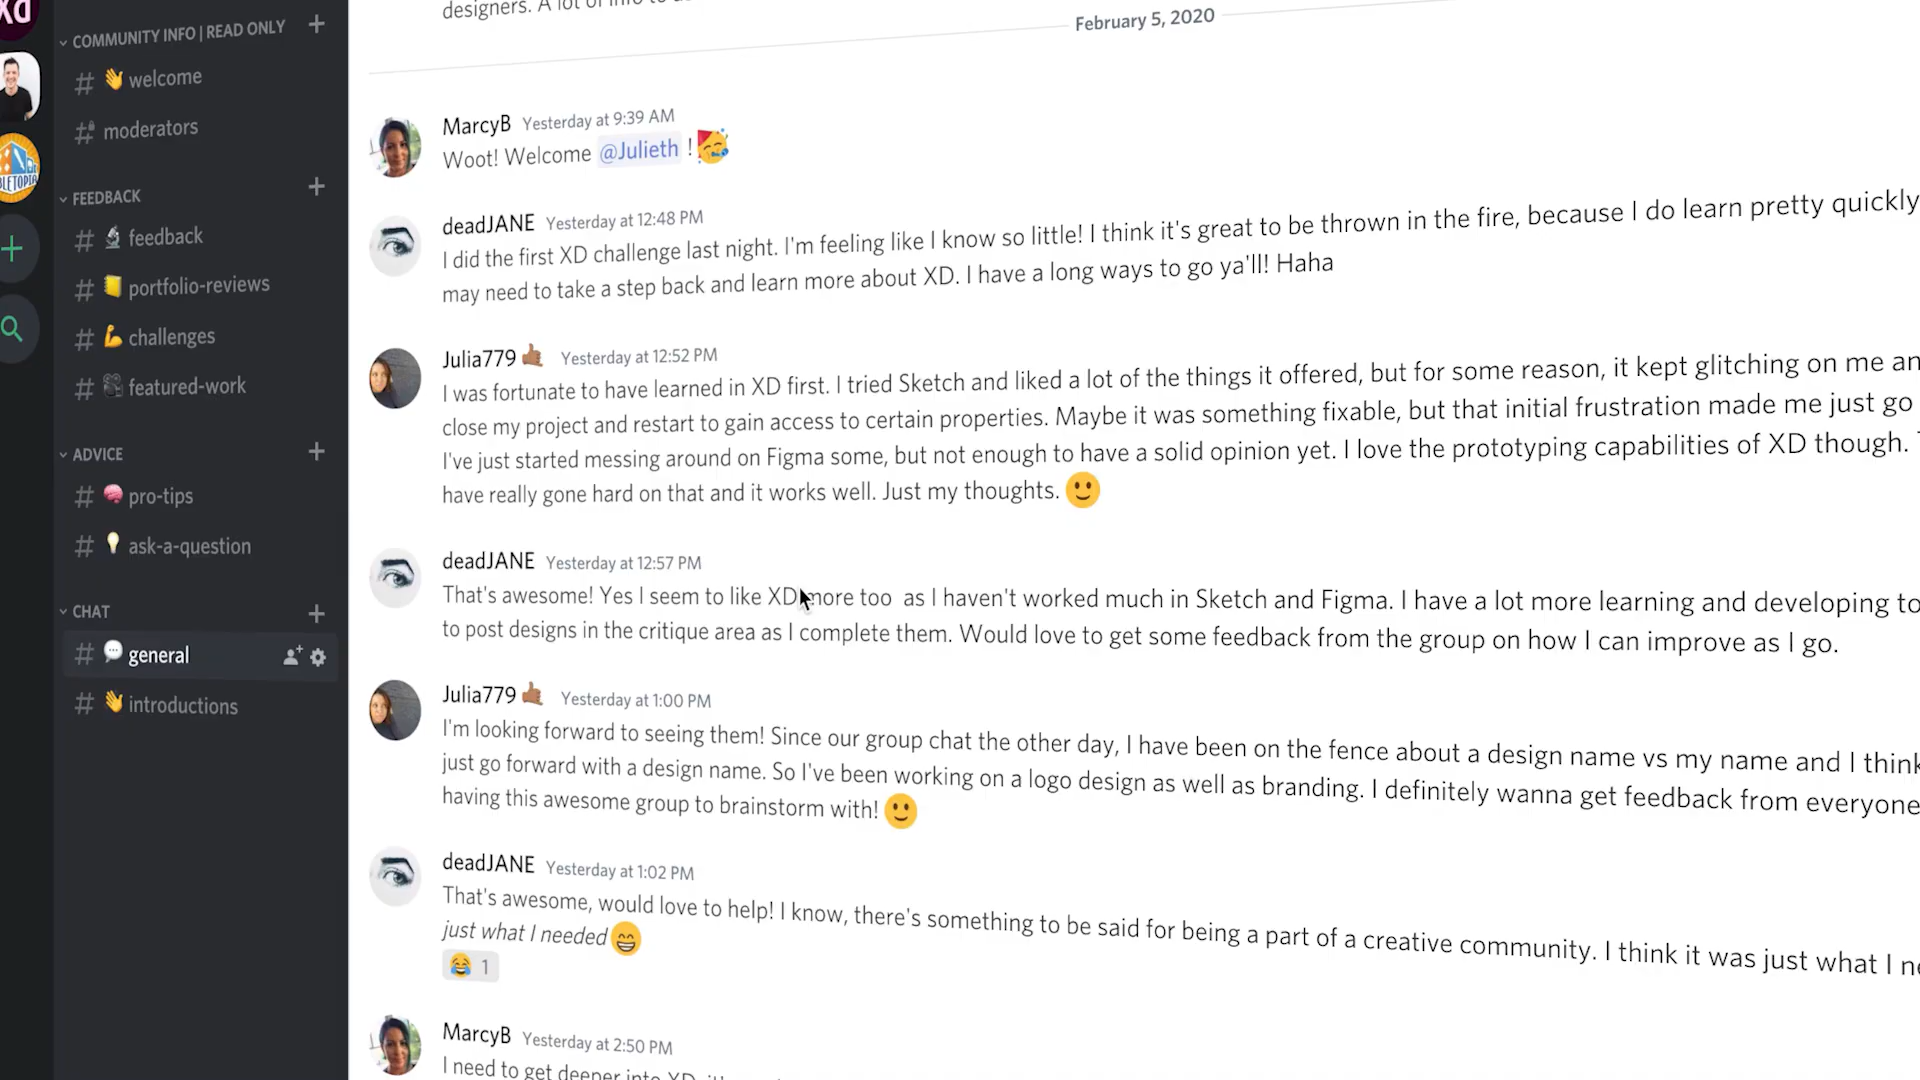 Xd
COMMUNITY INFO | READ ONLY
# welcome
# moderators
FEEDBACK
# feedback
# portfolio-reviews
# challenges
# featured-work
ADVICE
# pro-tips
# ask-a-question
CHAT
# general
# introductions
designers. A lot of info to
February 5, 2020
MarcyB Yesterday at 9:39 AM
Woot! Welcome @Julieth !
deadJANE Yesterday at 12:48 PM
I did the first XD challenge last night. I'm feeling like I know so little! I think it's great to be thrown in the fire, because I do learn pretty quickly
may need to take a step back and learn more about XD. I have a long ways to go ya'll! Haha
Julia779 Yesterday at 12:52 PM
I was fortunate to have learned in XD first. I tried Sketch and liked a lot of the things it offered, but for some reason, it kept glitching on me an
close my project and restart to gain access to certain properties. Maybe it was something fixable, but that initial frustration made me just go
I've just started messing around on Figma some, but not enough to have a solid opinion yet. I love the prototyping capabilities of XD though.
have really gone hard on that and it works well. Just my thoughts.
deadJANE Yesterday at 12:57 PM
That's awesome! Yes I seem to like XD more too as I haven't worked much in Sketch and Figma. I have a lot more learning and developing to
to post designs in the critique area as I complete them. Would love to get some feedback from the group on how I can improve as I go.
Julia779 Yesterday at 1:00 PM
I'm looking forward to seeing them! Since our group chat the other day, I have been on the fence about a design name vs my name and I think
just go forward with a design name. So I've been working on a logo design as well as branding. I definitely wanna get feedback from everyone
having this awesome group to brainstorm with!
deadJANE Yesterday at 1:02 PM
That's awesome, would love to help! I know, there's something to be said for being a part of a creative community. I think it was just what I ne
just what I needed
1
MarcyB Yesterday at 2:50 PM
I need to get deeper into XD